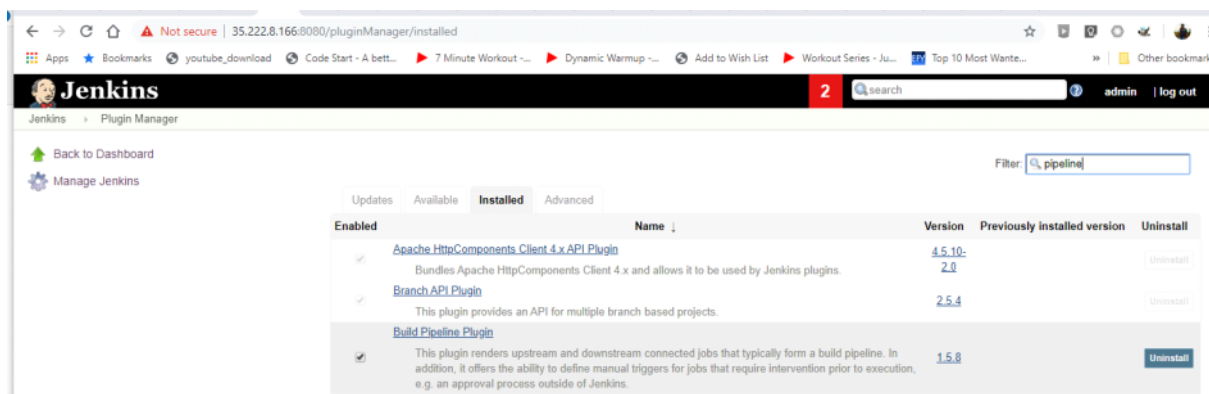 Not secure | 35.222.8.166:8080/pluginManager/installed
Apps Bookmarks youtube_download Code Start - A bett... 7 Minute Workout -... Dynamic Warmup -... Add to Wish List Workout Series - Ju... Top 10 Most Wante... » Other bookmark
Jenkins 2 search admin | log out
Jenkins › Plugin Manager
Back to Dashboard
Filter: pipeline
Manage Jenkins
Updates Available Installed Advanced
Enabled Name ↓ Version Previously installed version Uninstall
Apache HttpComponents Client 4.x API Plugin 4.5.10-
Bundles Apache HttpComponents Client 4.x and allows it to be used by Jenkins plugins. 2.0 Uninstall
Branch API Plugin
This plugin provides an API for multiple branch based projects. 2.5.4 Uninstall
Build Pipeline Plugin
This plugin renders upstream and downstream connected jobs that typically form a build pipeline. In
addition, it offers the ability to define manual triggers for jobs that require intervention prior to execution, 1.5.8 Uninstall
e.g. an approval process outside of Jenkins.